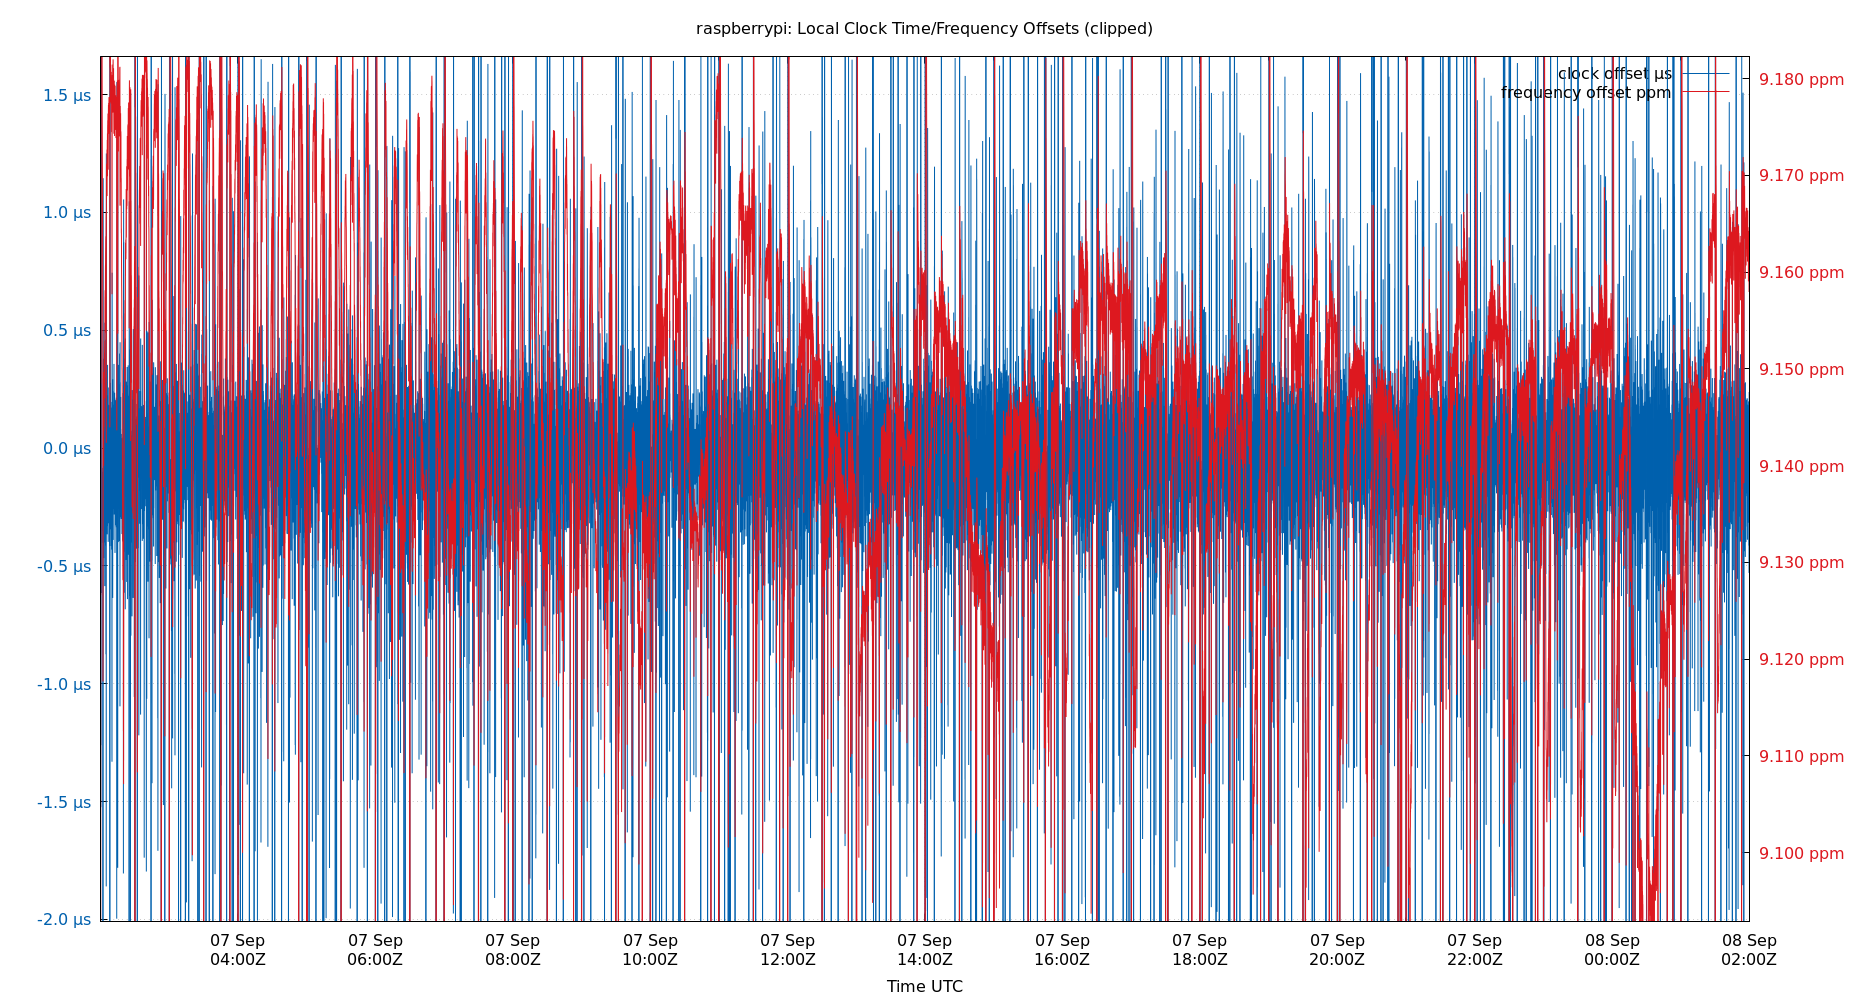 raspberrypi: Local Clock Time/Frequency Offsets (clipped)
clock offset µs
frequency offset ppm
1.5 µs
1.0 µs
0.5 µs
0.0 µs
-0.5 µs
-1.0 µs
-1.5 µs
-2.0 µs
9.180 ppm
9.170 ppm
9.160 ppm
9.150 ppm
9.140 ppm
9.130 ppm
9.120 ppm
9.110 ppm
9.100 ppm
07 Sep 07 Sep 07 Sep 07 Sep 07 Sep 07 Sep 07 Sep 07 Sep 07 Sep 07 Sep 08 Sep 08 Sep
04:00Z 06:00Z 08:00Z 10:00Z 12:00Z 14:00Z 16:00Z 18:00Z 20:00Z 22:00Z 00:00Z 02:00Z
Time UTC